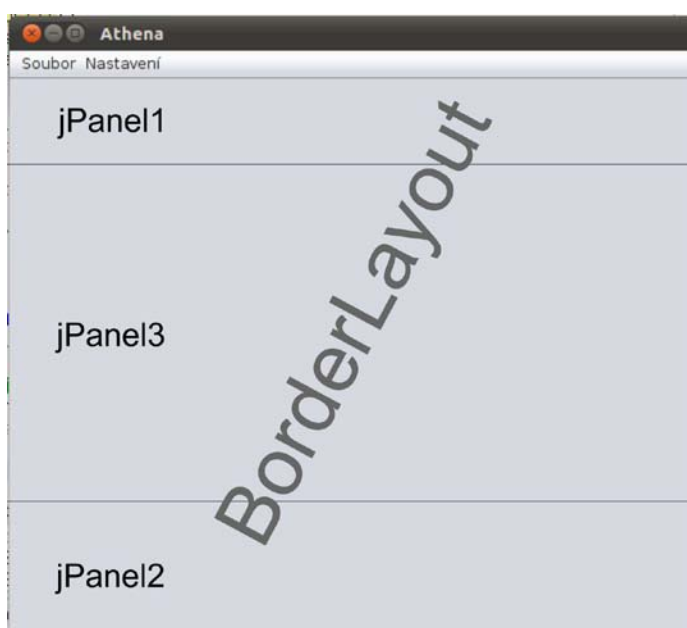 Athena
Soubor Nastavení
jPanel1
BorderLayout
jPanel3
jPanel2